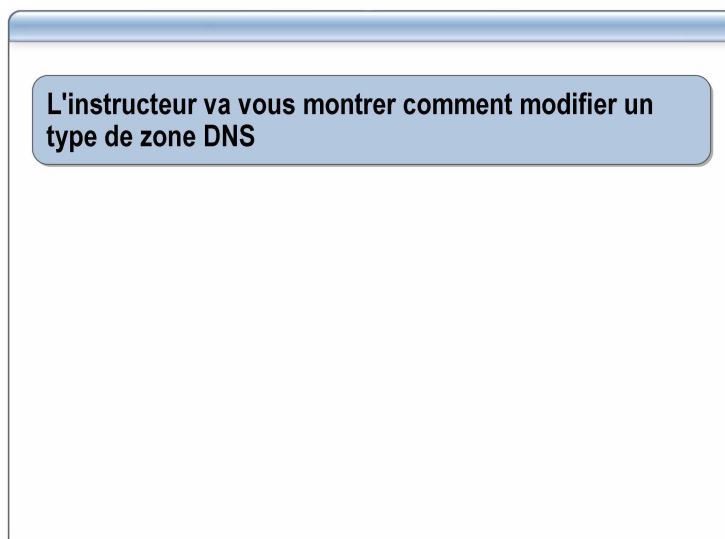 L'instructeur va vous montrer comment modifier un
type de zone DNS